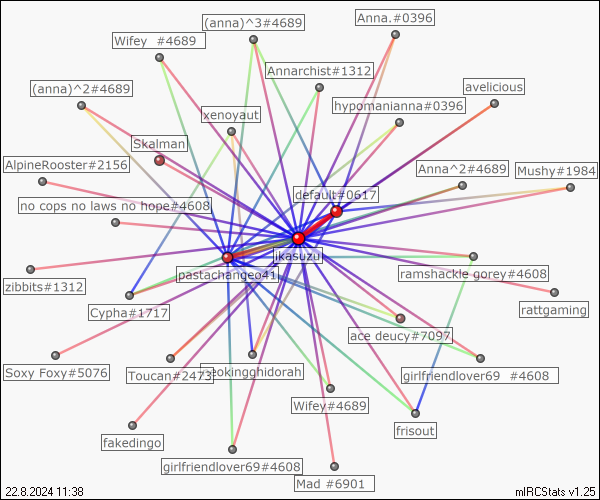 (anna)^3#4689
Anna.#0396
Wifey  #4689
Annarchist#1312
(anna)^2#4689
avelicious
hypomanianna#0396
xenoyaut
Skalman
AlpineRooster#2156
Anna^2#4689
Mushy#1984
default#0617
no cops no laws no hope#4608
ikasuzu
pastachangeo41
ramshackle gorey#4608
zibbits#1312
Cypha#1717
rattgaming
ace deucy#7097
Soxy Foxy#5076
Toucan#2473
eokingghidorah
girlfriendlover69  #4608
Wifey#4689
frisout
fakedingo
girlfriendlover69#4608
Mad #6901
22.8.2024 11:38
mIRCStats v1.25